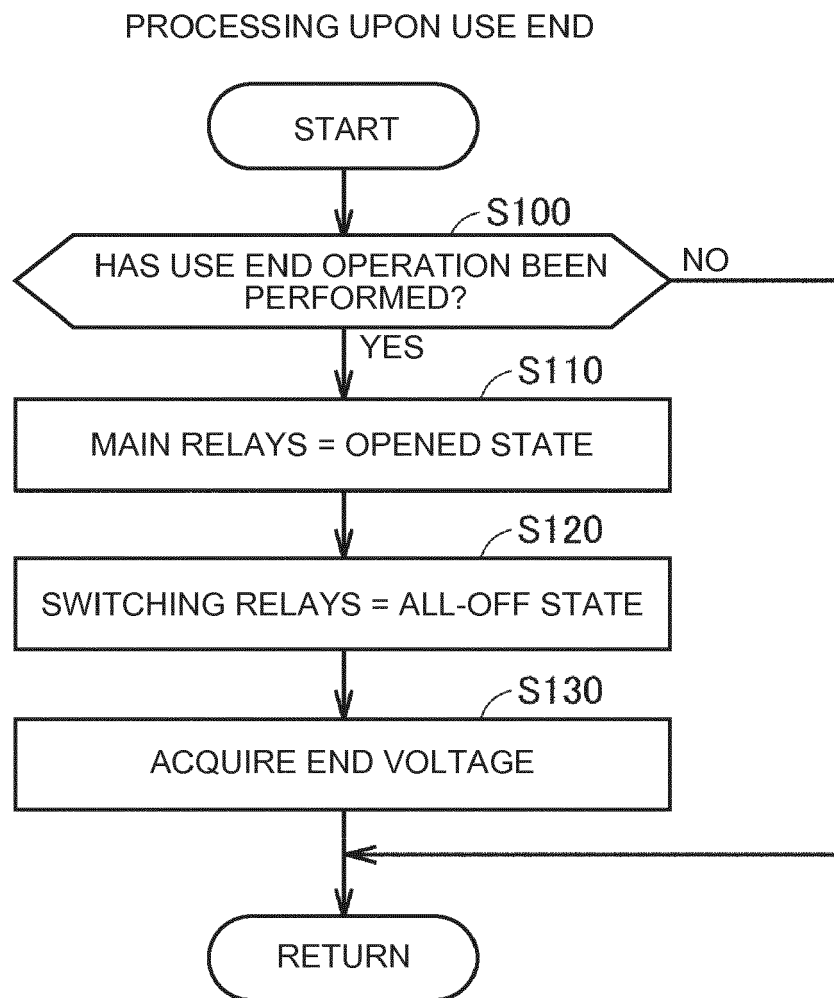 PROCESSING UPON USE END
START
S100
HAS USE END OPERATION BEEN
PERFORMED?
NO
YES
S110
MAIN RELAYS = OPENED STATE
S120
SWITCHING RELAYS = ALL-OFF STATE
S130
ACQUIRE END VOLTAGE
RETURN